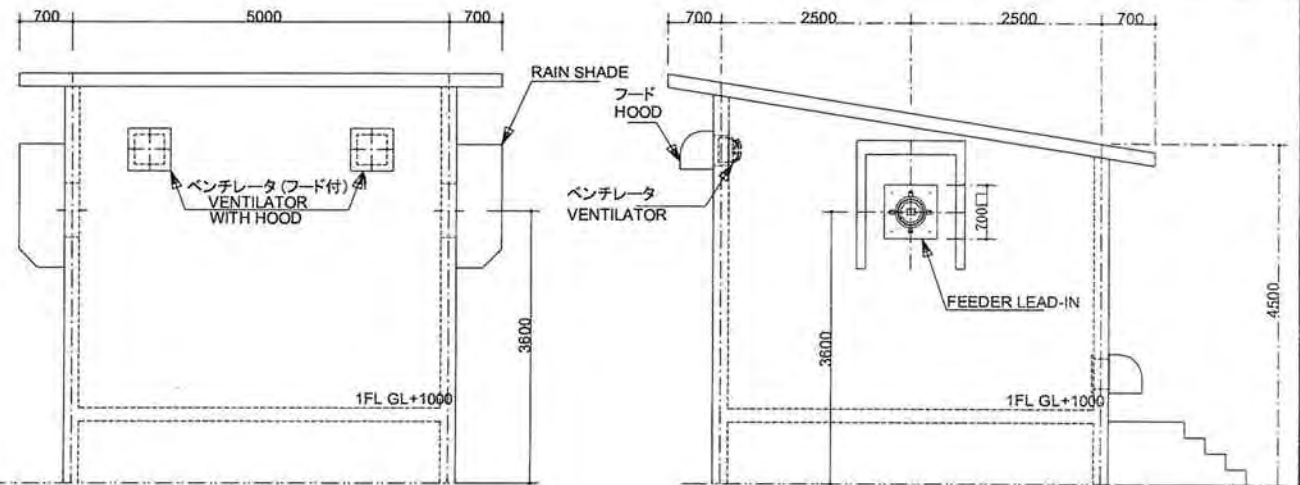 700 5000 700
RAIN SHADE
ベンチレータ (フード付)
VENTILATOR
WITH HOOD
3600
1FL GL+1000
700 2500 2500 700
フード
HOOD
ベンチレータ
VENTILATOR
700□
FEEDER LEAD-IN
3600
4500
1FL GL+1000